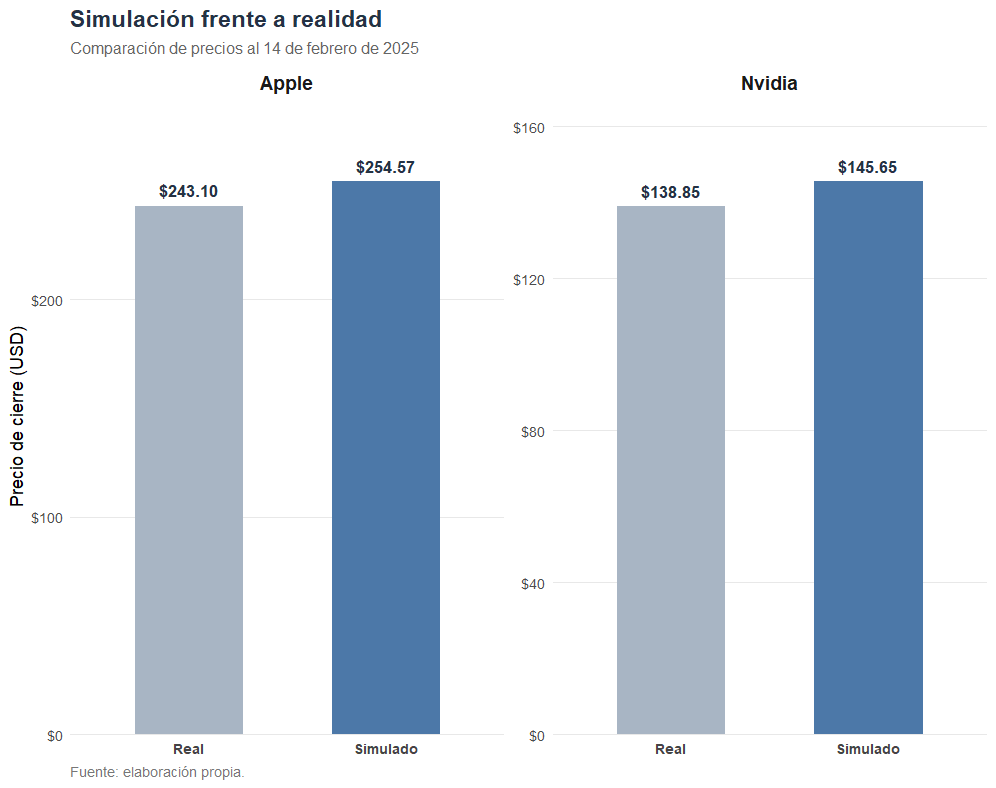 Simulación frente a realidad
Comparación de precios al 14 de febrero de 2025
Apple
Precio de cierre (USD)
$200
$100
$0
$243.10
$254.57
Real
Simulado
Nvidia
$160
$120
$80
$40
$0
$138.85
$145.65
Real
Simulado
Fuente: elaboración propia.